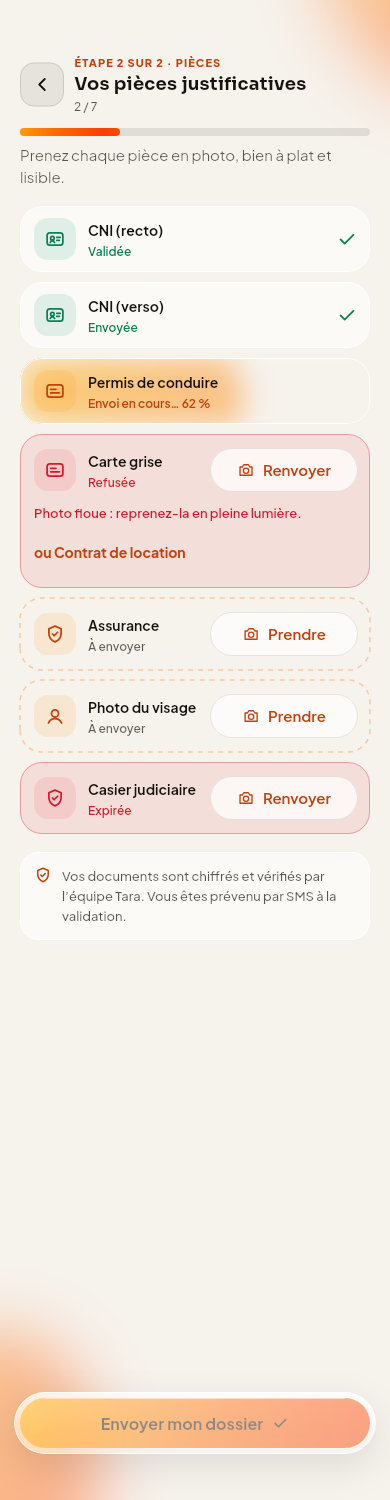 ÉTAPE 2 SUR 2 · PIÈCES
Vos pièces justificatives
2 / 7
Prenez chaque pièce en photo, bien à plat et
lisible.
CNI (recto)
Validée
CNI (verso)
Envoyée
Permis de conduire
Envoi en cours… 62 %
Carte grise
Refusée
Renvoyer
Photo floue : reprenez-la en pleine lumière.
ou Contrat de location
Assurance
À envoyer
Prendre
Photo du visage
À envoyer
Prendre
Casier judiciaire
Expirée
Renvoyer
Vos documents sont chiffrés et vérifiés par
l’équipe Tara. Vous êtes prévenu par SMS à la
validation.
Envoyer mon dossier